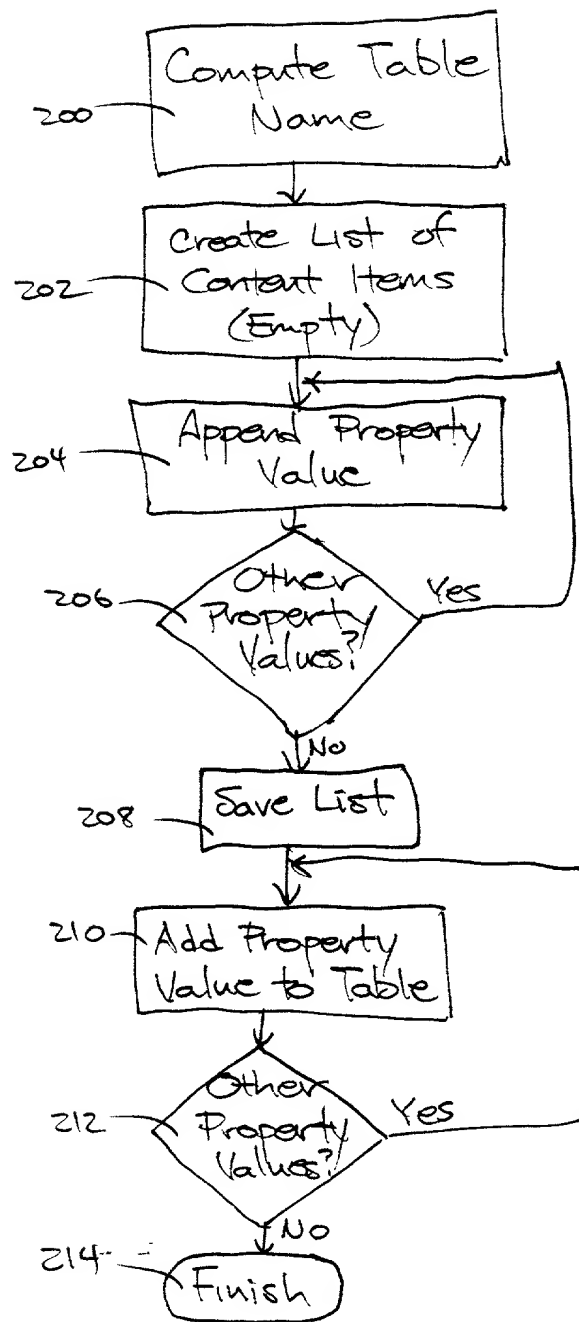 Compute Table
200
Name
Create List of
202
Content Items
(Empty)
Append Property
204
Value
Other
206
Property
Yes
Values?
No
Save List
208
210
Add Property
Value to Table
Other
212
Property
Yes
Values?
No
214
Finish